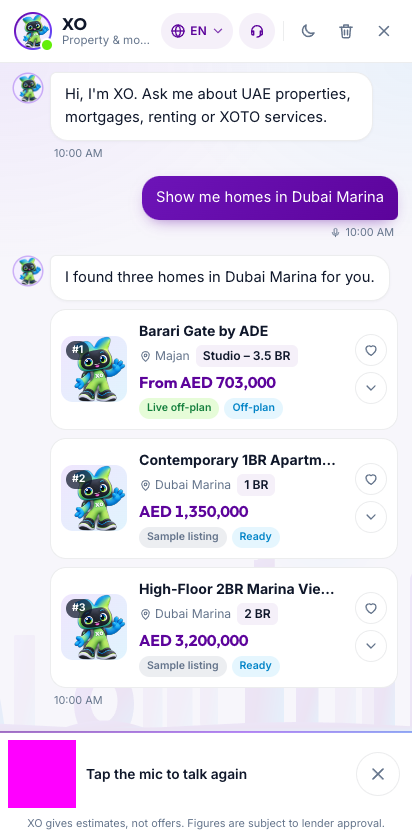 XO
Property & mo...
EN
Hi, I'm XO. Ask me about UAE properties,
mortgages, renting or XOTO services.
10:00 AM
Show me homes in Dubai Marina
10:00 AM
I found three homes in Dubai Marina for you.
#1
Barari Gate by ADE
Majan
Studio – 3.5 BR
From AED 703,000
Live off-plan
Off-plan
#2
Contemporary 1BR Apartm...
Dubai Marina
1 BR
AED 1,350,000
Sample listing
Ready
#3
High-Floor 2BR Marina Vie...
Dubai Marina
2 BR
AED 3,200,000
Sample listing
Ready
10:00 AM
Tap the mic to talk again
XO gives estimates, not offers. Figures are subject to lender approval.